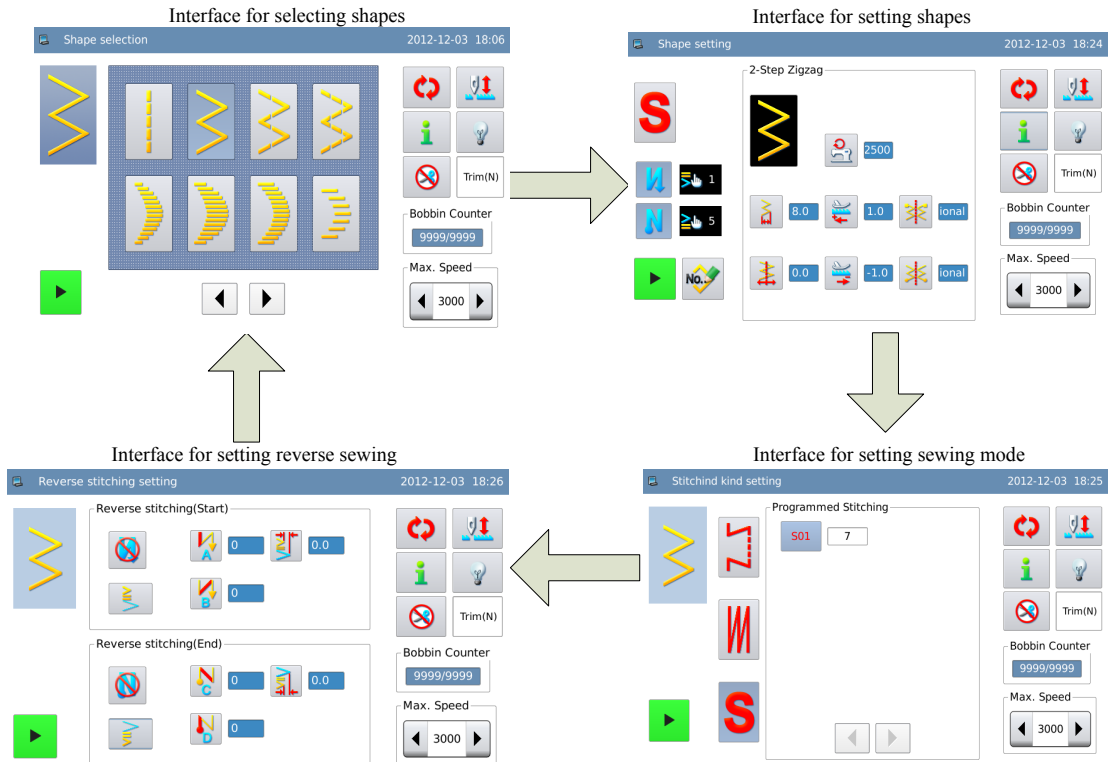 Interface for selecting shapes
Shape selection 2012-12-03 18:06
Trim(N)
Bobbin Counter
9999/9999
Max. Speed
3000
Interface for setting shapes
Shape setting 2012-12-03 18:24
2-Step Zigzag
S
2500
1
8.0 1.0 ional
5
No.
0.0 -1.0 ional
Trim(N)
Bobbin Counter
9999/9999
Max. Speed
3000
Interface for setting reverse sewing
Reverse stitching setting 2012-12-03 18:26
Reverse stitching(Start)
A 0 0.0
B 0
Reverse stitching(End)
C 0 0.0
D 0
Trim(N)
Bobbin Counter
9999/9999
Max. Speed
3000
Interface for setting sewing mode
Stitchind kind setting 2012-12-03 18:25
Programmed Stitching
S01 7
S
Trim(N)
Bobbin Counter
9999/9999
Max. Speed
3000